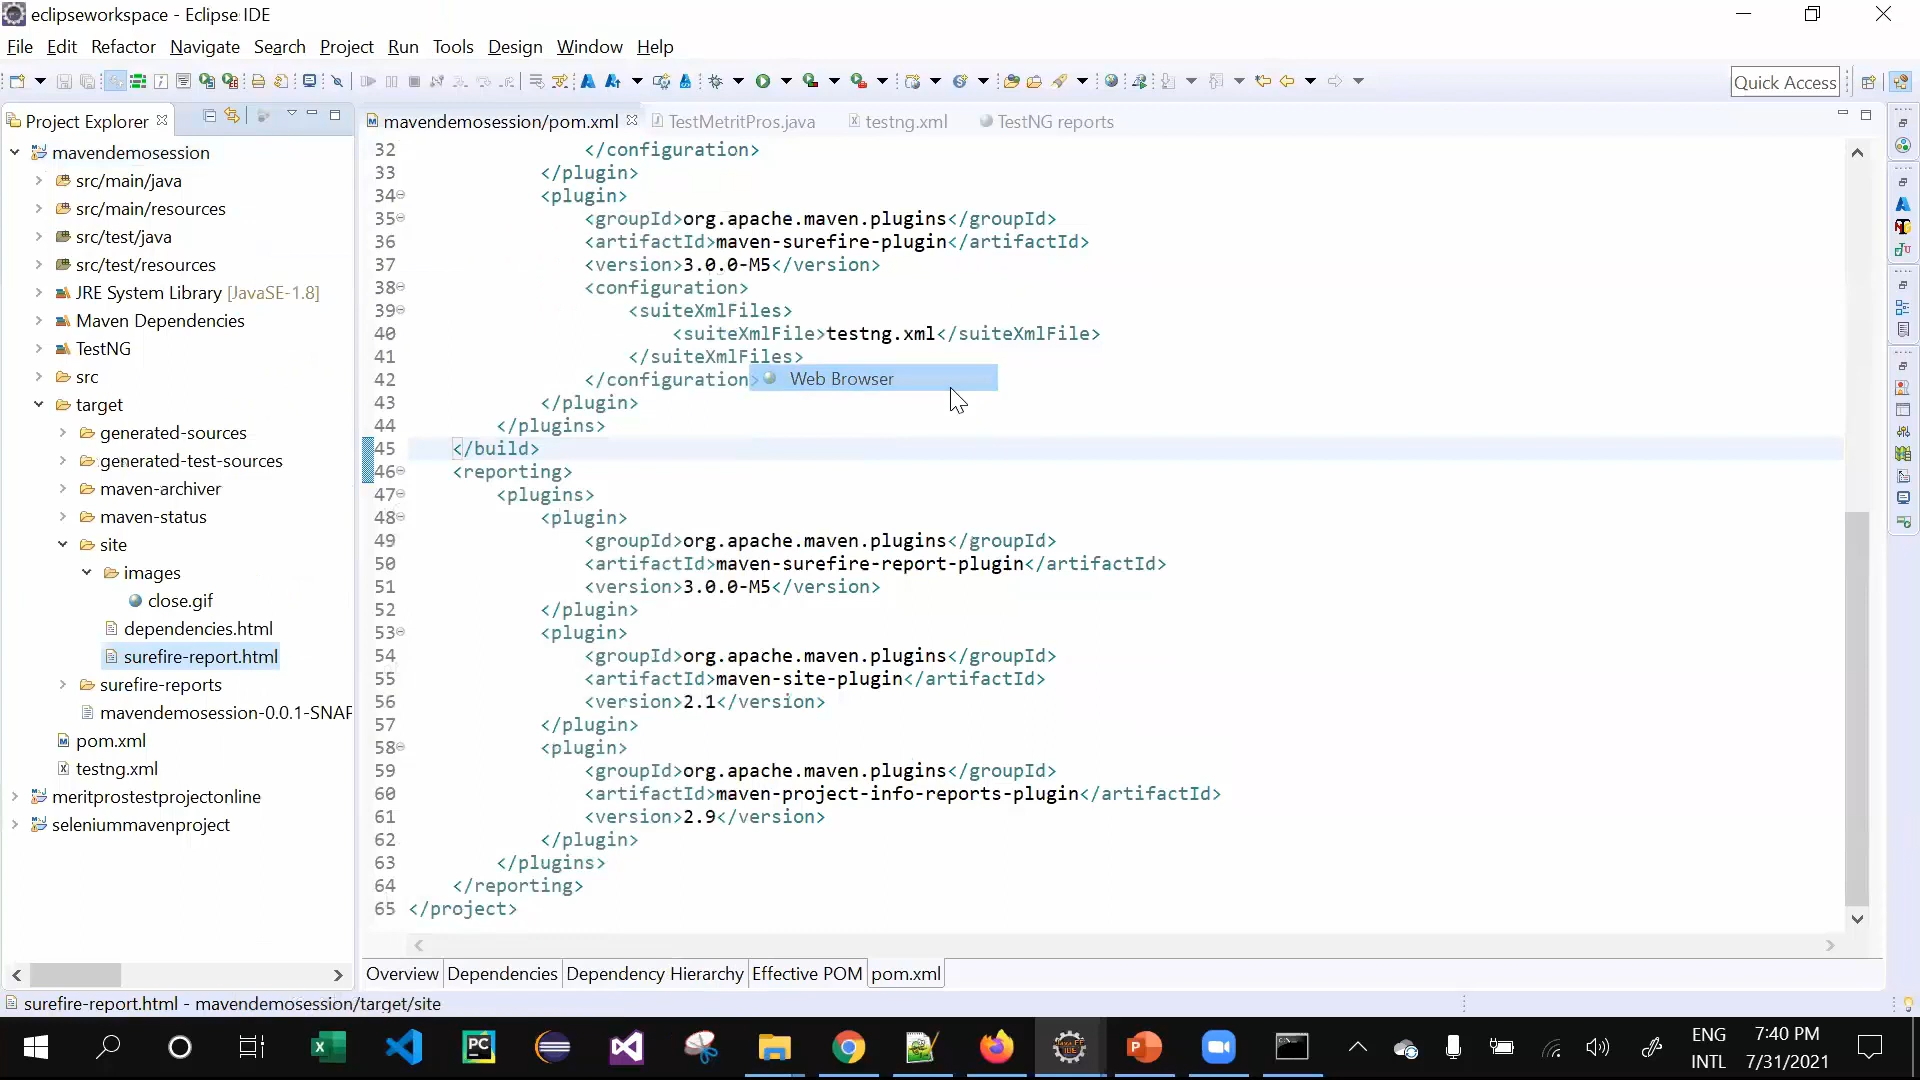 eclipseworkspace - Eclipse IDE
File Edit Refactor Navigate Search Project Run Tools Design Window Help
Quick Access
Project Explorer
mavendemosession
src/main/java
src/main/resources
src/test/java
src/test/resources
JRE System Library [JavaSE-1.8]
Maven Dependencies
TestNG
src
target
generated-sources
generated-test-sources
maven-archiver
maven-status
site
images
close.gif
dependencies.html
surefire-report.html
surefire-reports
mavendemosession-0.0.1-SNAP
pom.xml
testng.xml
meritprostestprojectonline
seleniummavenproject
mavendemosession/pom.xml TestMetritPros.java testng.xml TestNG reports
32 </configuration>
33 </plugin>
34 <plugin>
35 <groupId>org.apache.maven.plugins</groupId>
36 <artifactId>maven-surefire-plugin</artifactId>
37 <version>3.0.0-M5</version>
38 <configuration>
39 <suiteXmlFiles>
40 <suiteXmlFile>testng.xml</suiteXmlFile>
41 </suiteXmlFiles>
42 </configuration>
Web Browser
43 </plugin>
44 </plugins>
45 </build>
46 <reporting>
47 <plugins>
48 <plugin>
49 <groupId>org.apache.maven.plugins</groupId>
50 <artifactId>maven-surefire-report-plugin</artifactId>
51 <version>3.0.0-M5</version>
52 </plugin>
53 <plugin>
54 <groupId>org.apache.maven.plugins</groupId>
55 <artifactId>maven-site-plugin</artifactId>
56 <version>2.1</version>
57 </plugin>
58 <plugin>
59 <groupId>org.apache.maven.plugins</groupId>
60 <artifactId>maven-project-info-reports-plugin</artifactId>
61 <version>2.9</version>
62 </plugin>
63 </plugins>
64 </reporting>
65 </project>
Overview Dependencies Dependency Hierarchy Effective POM pom.xml
surefire-report.html - mavendemosession/target/site
ENG
INTL
7:40 PM
7/31/2021